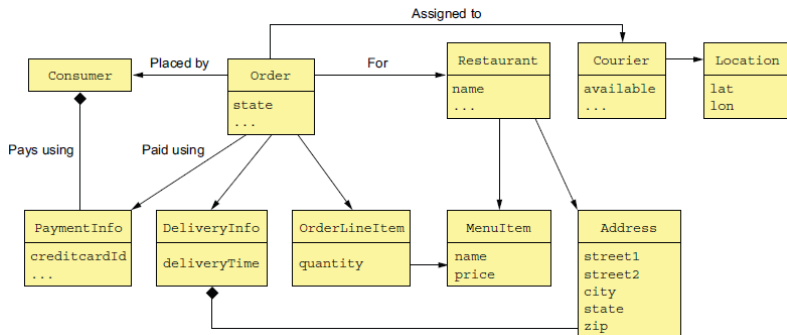 Assigned to
Consumer
Placed by
Order
state
...
For
Restaurant
name
...
Courier
available
...
Location
lat
lon
Pays using
Paid using
PaymentInfo
creditcardId
...
DeliveryInfo
deliveryTime
OrderLineItem
quantity
MenuItem
name
price
Address
street1
street2
city
state
zip